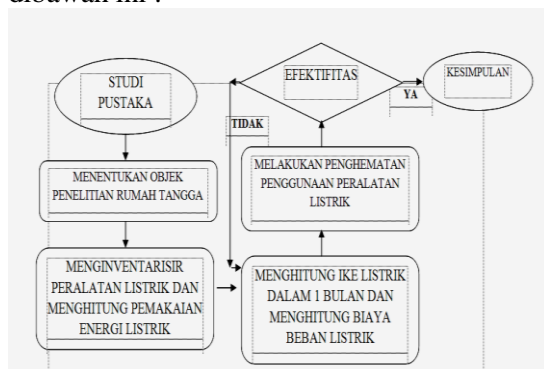 dibawah ini :
STUDI
PUSTAKA
MENENTUKAN OBJEK
PENELITIAN RUMAH TANGGA
MENGINVENTARISIR
PERALATAN LISTRIK DAN
MENGHITUNG PEMAKAIAN
ENERGI LISTRIK
MENGHITUNG IKE LISTRIK
DALAM 1 BULAN DAN
MENGHITUNG BIAYA
BEBAN LISTRIK
MELAKUKAN PENGHEMATAN
PENGGUNAAN PERALATAN
LISTRIK
EFEKTIFITAS
TIDAK
YA
KESIMPULAN